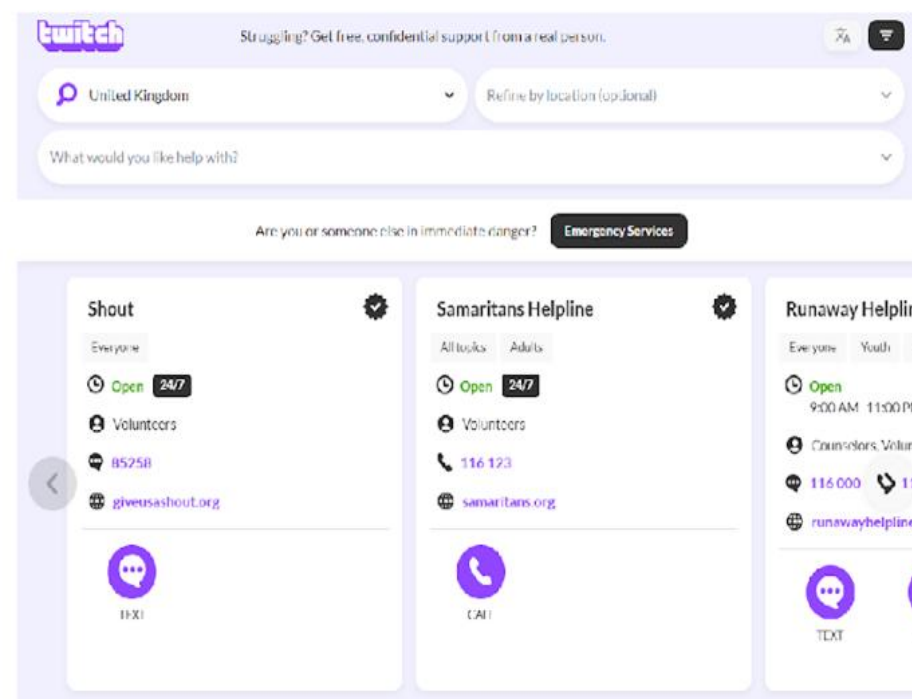 twitch
Struggling? Get free, confidential support from a real person.
United Kingdom
Refine by location (optional)
What would you like help with?
Are you or someone else in immediate danger? Emergency Services
Shout
Everyone
Open 24/7
Volunteers
85258
giveusashout.org
TEXT
Samaritans Helpline
All topics Adults
Open 24/7
Volunteers
116 123
samaritans.org
CALL
Runaway Helplin
Everyone Youth
Open
9:00 AM 11:00 P
Counselors, Volun
116 000 11
runawayhelpline
TEXT